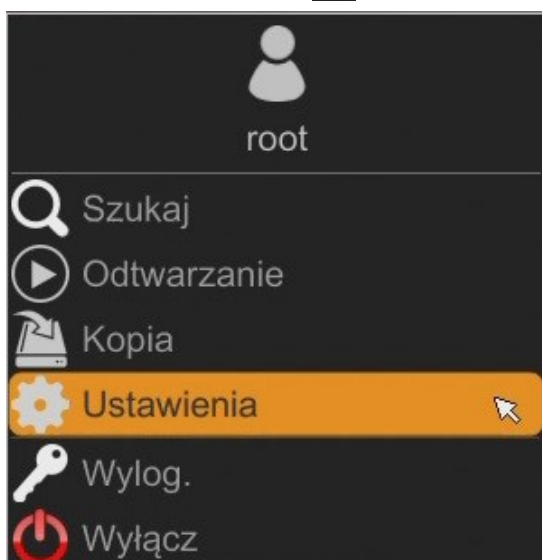 root
Szukaj
Odtwarzanie
Kopia
Ustawienia
Wylog.
Wyłącz